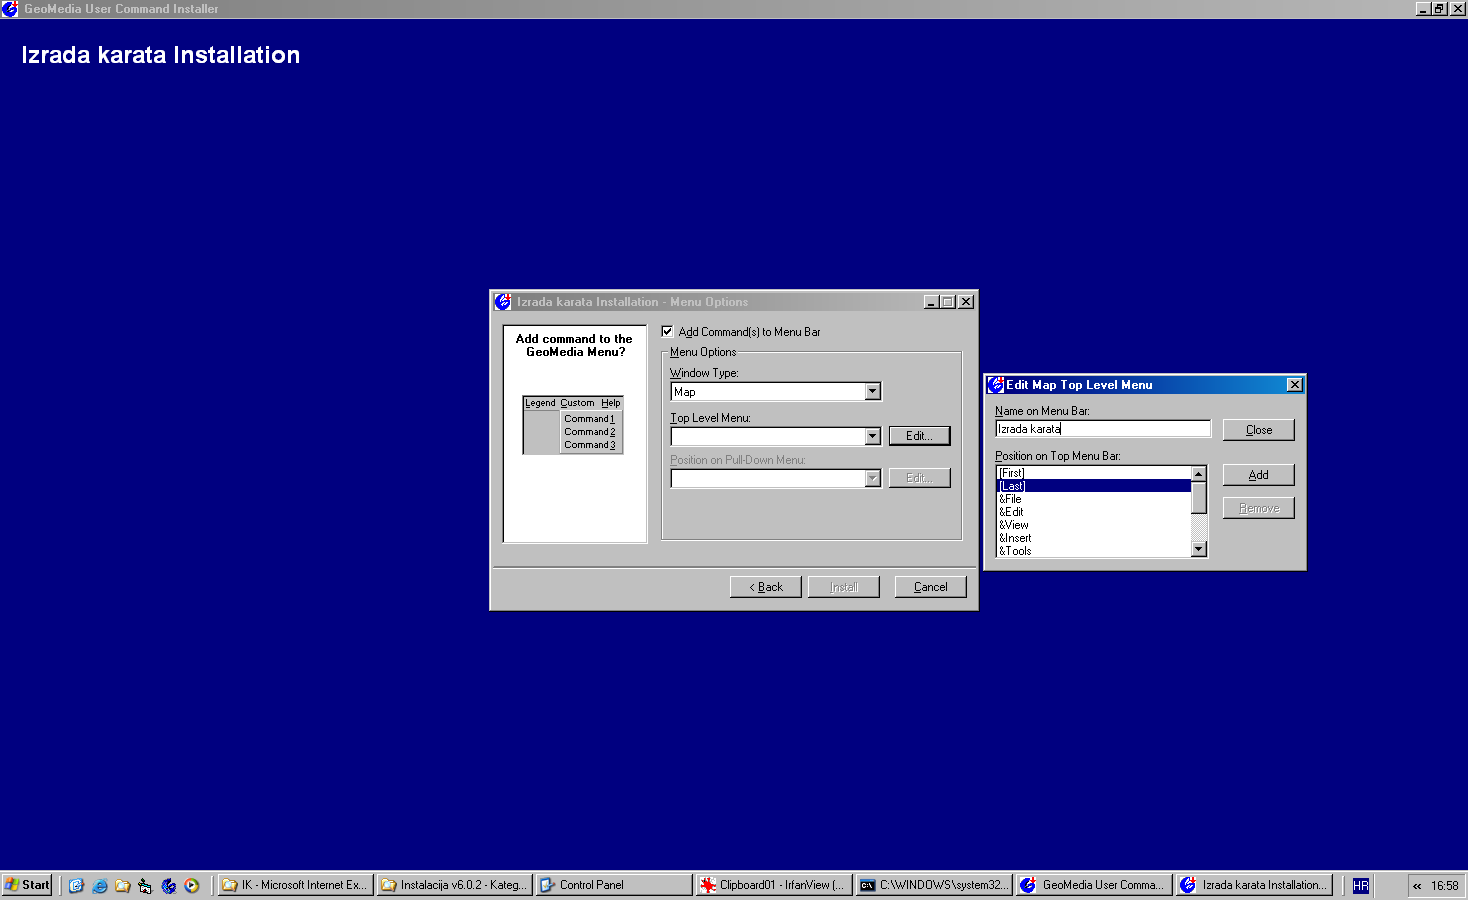 GeoMedia User Command Installer
Izrada karata Installation
Izrada karata Installation - Menu Options
Add command to the
GeoMedia Menu?
Legend Custom Help
Command 1
Command 2
Command 3
Add Command(s) to Menu Bar
Menu Options
Window Type:
Map
Top Level Menu:
Edit...
Position on Pull-Down Menu:
Edit...
< Back
Install
Cancel
Edit Map Top Level Menu
Name on Menu Bar:
Izrada karata
Close
Position on Top Menu Bar:
[First]
[Last]
&File
&Edit
&View
&Insert
&Tools
Add
Remove
Start
IK - Microsoft Internet Ex...
Instalacija v6.0.2 - Kateg...
Control Panel
Clipboard01 - IrfanView (...
C:\WINDOWS\system32...
GeoMedia User Comma...
Izrada karata Installation...
HR
«
16:58